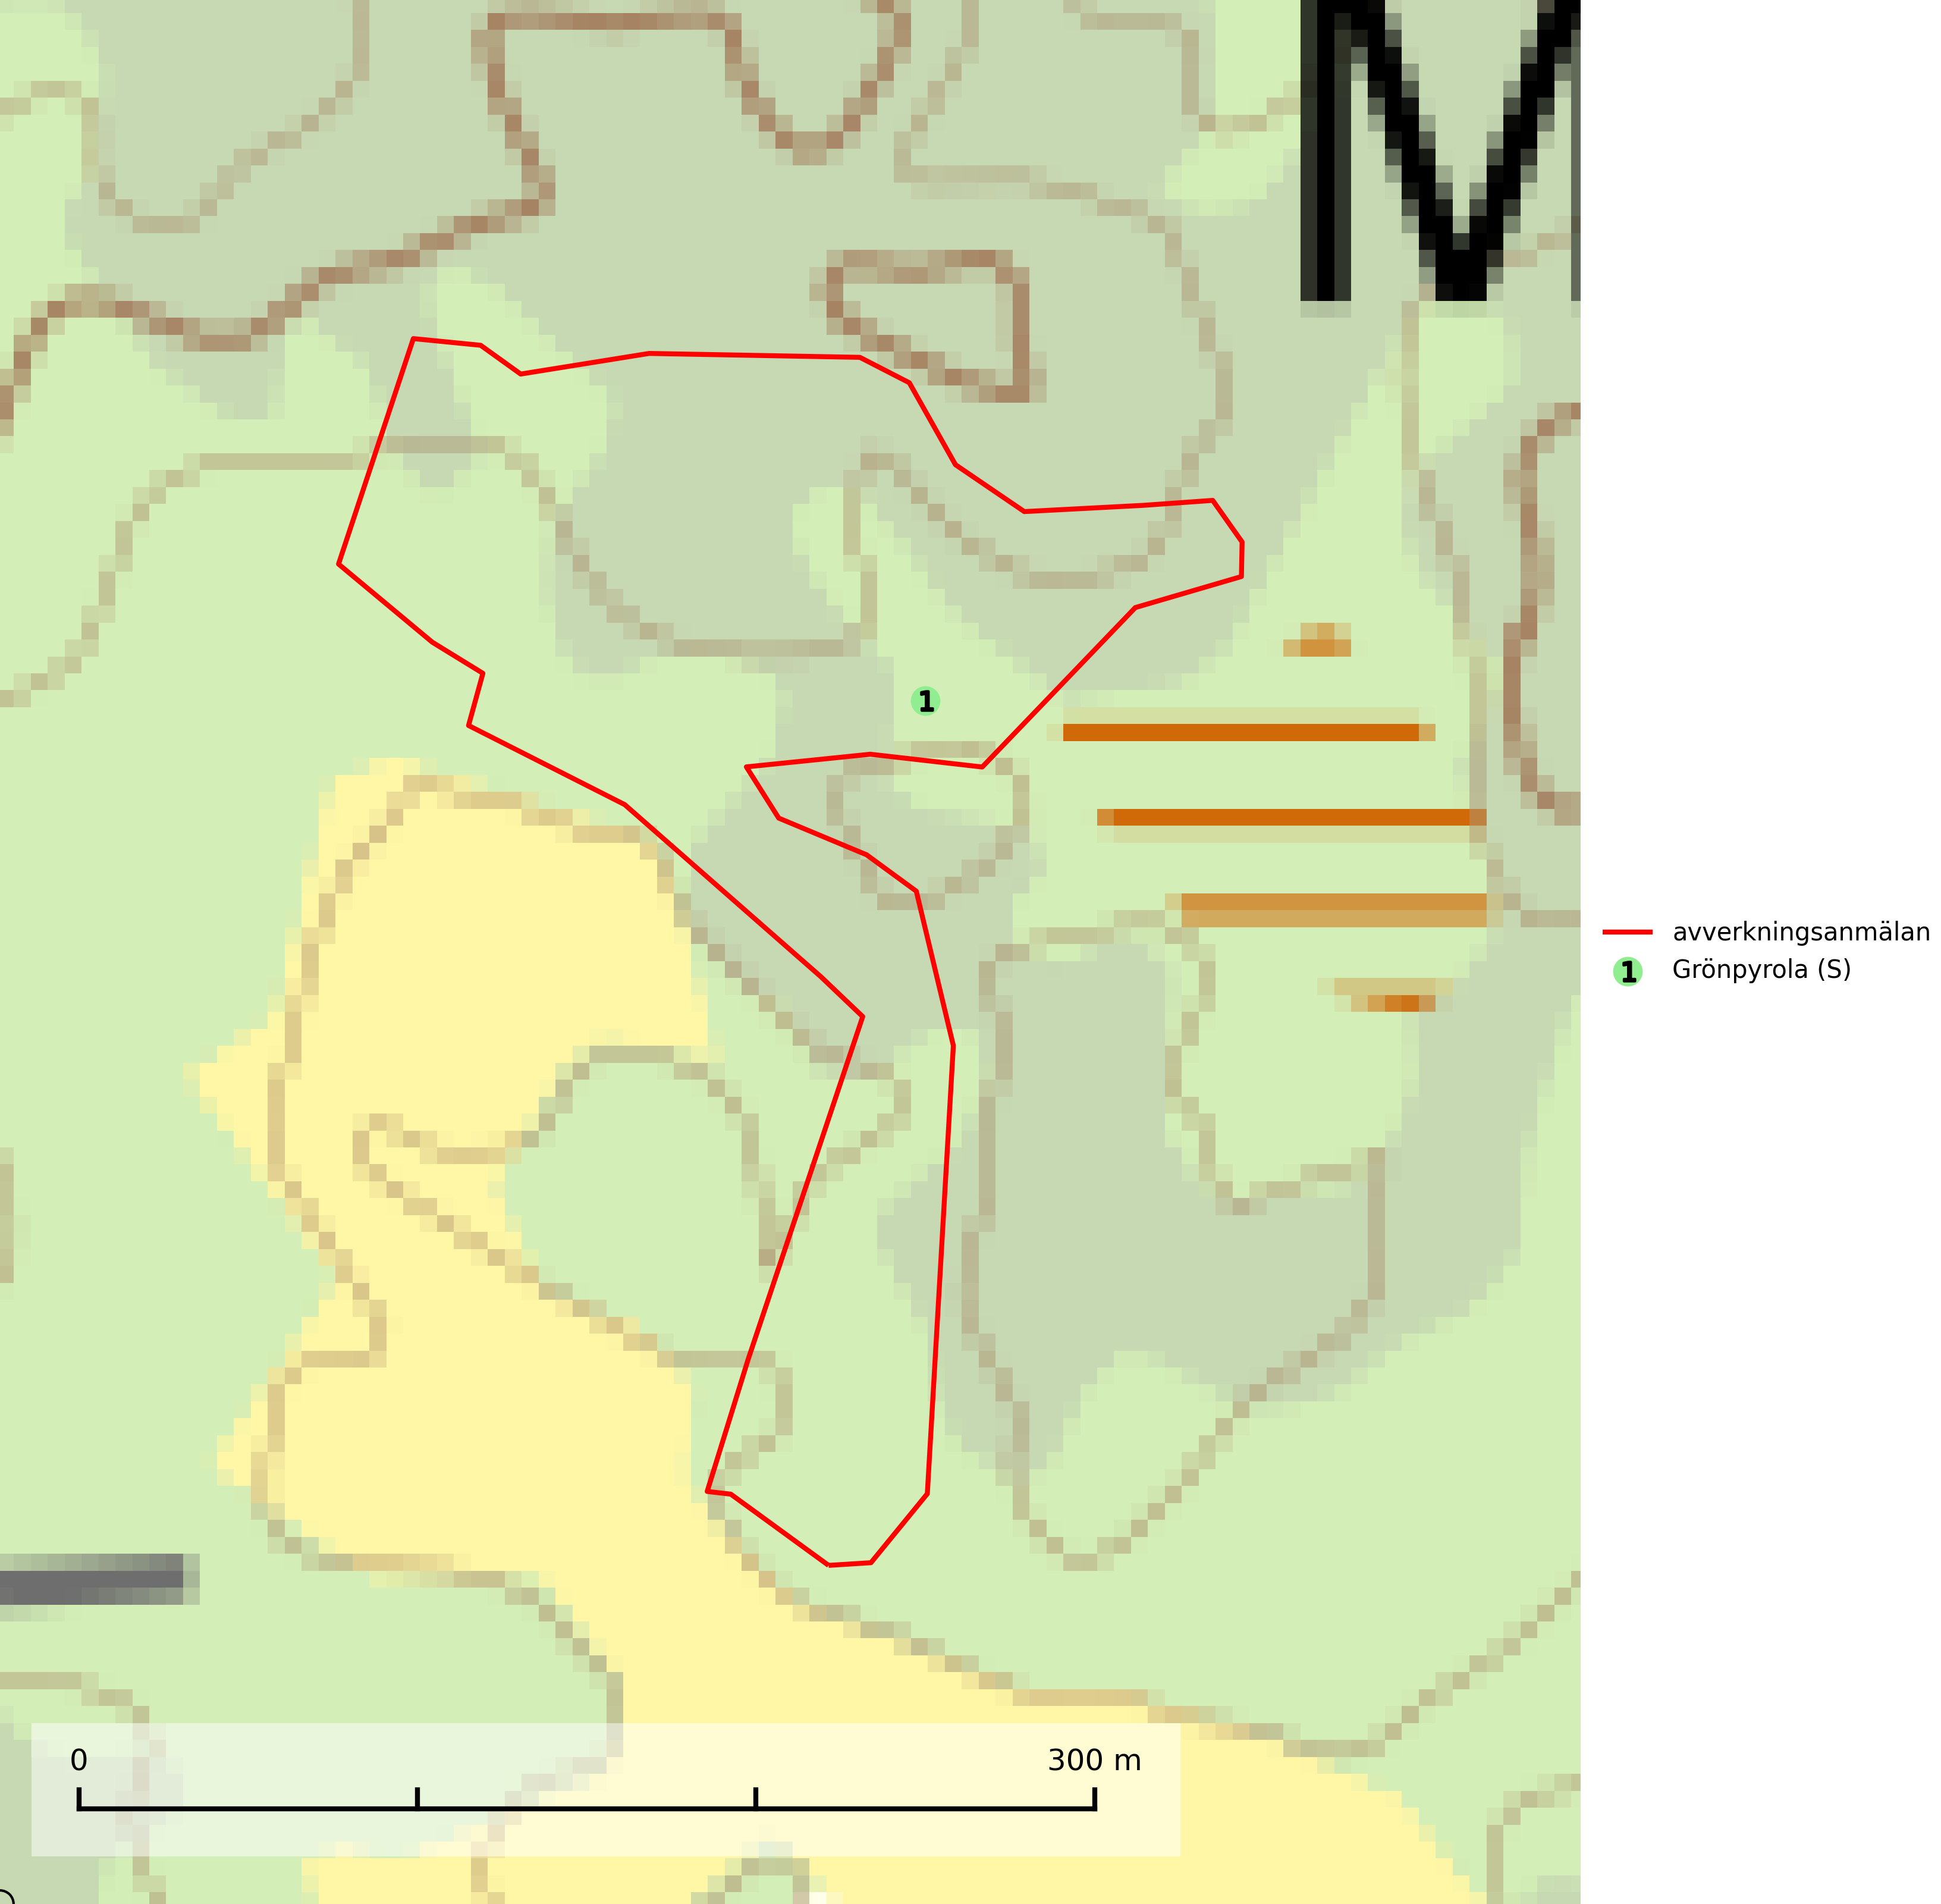 1
avverkningsanmälan
1 Grönpyrola (S)
0 300 m